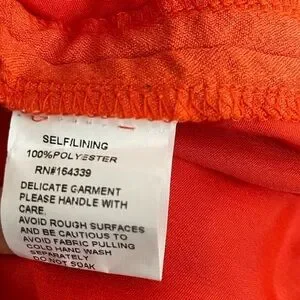 SELF/LINING
100%POLYESTER
RN#164339
DELICATE GARMENT
PLEASE HANDLE WITH
CARE.
AVOID ROUGH SURFACES
AND BE CAUTIOUS TO
AVOID FABRIC PULLING
COLD HAND WASH
SEPARATELY
DO NOT SOAK